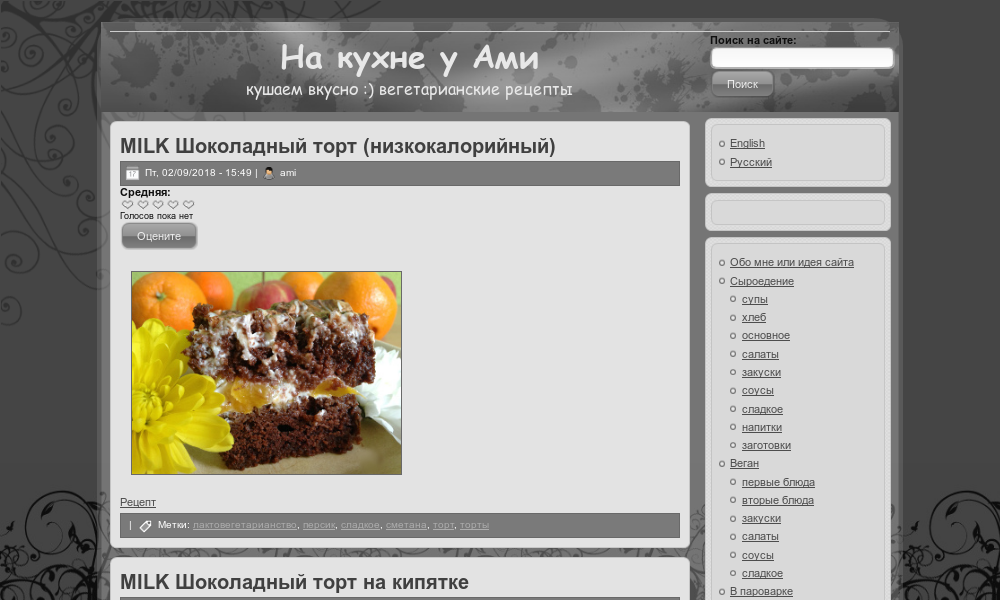 На кухне у Ами
кушаем вкусно :) вегетарианские рецепты
Поиск на сайте:
Поиск
MILK Шоколадный торт (низкокалорийный)
Пт, 02/09/2018 - 15:49 | ami
Средняя:
Голосов пока нет
Оцените
Рецепт
| Метки: лактовегетарианство, персик, сладкое, сметана, торт, торты
MILK Шоколадный торт на кипятке
English
Русский
Обо мне или идея сайта
Сыроедение
супы
хлеб
основное
салаты
закуски
соусы
сладкое
напитки
заготовки
Веган
первые блюда
вторые блюда
закуски
салаты
соусы
сладкое
В пароварке